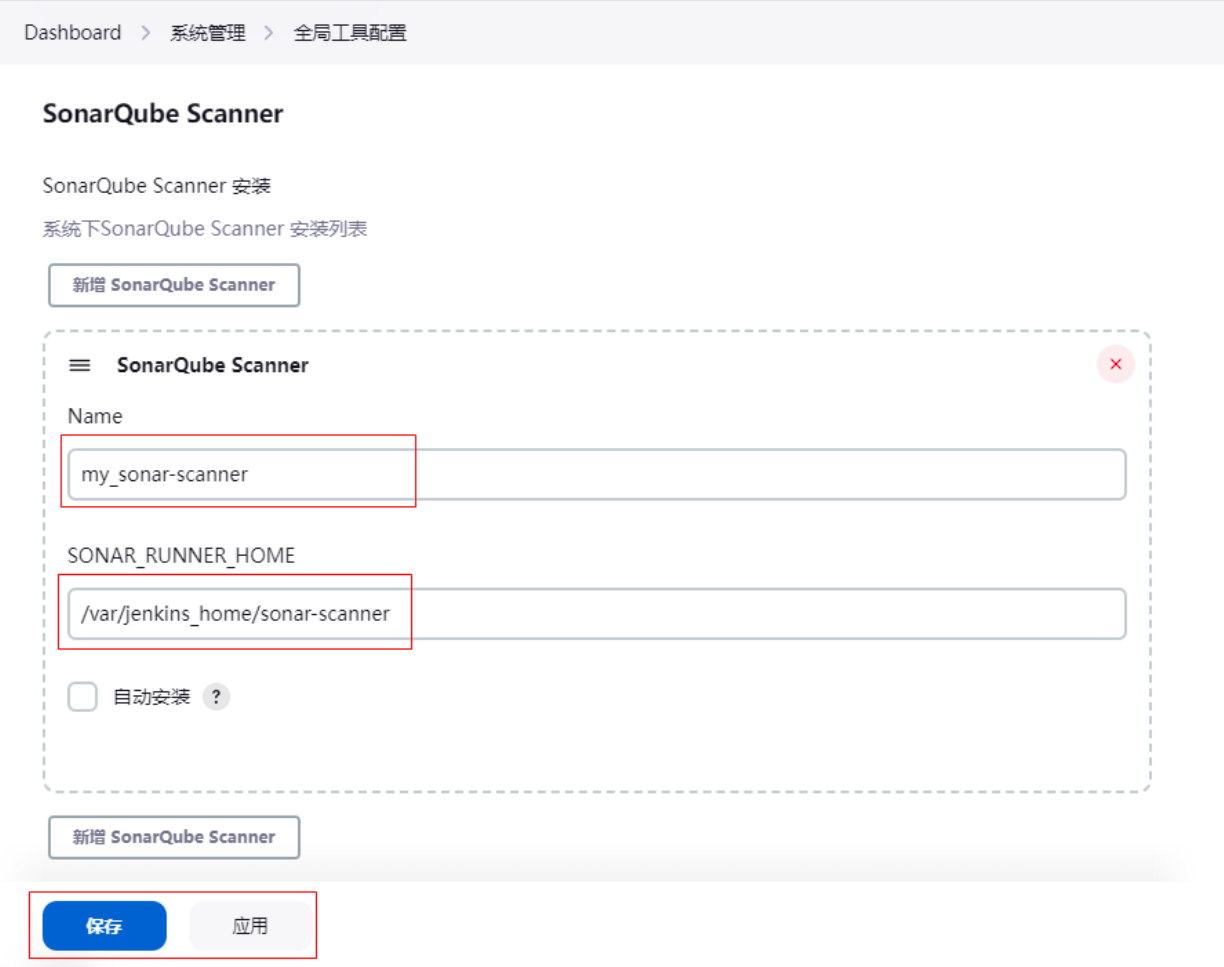 Dashboard > 系统管理 > 全局工具配置
SonarQube Scanner
SonarQube Scanner 安装
系统下SonarQube Scanner 安装列表
新增 SonarQube Scanner
SonarQube Scanner
Name
my_sonar-scanner
SONAR_RUNNER_HOME
/var/jenkins_home/sonar-scanner
自动安装 ?
新增 SonarQube Scanner
保存 应用